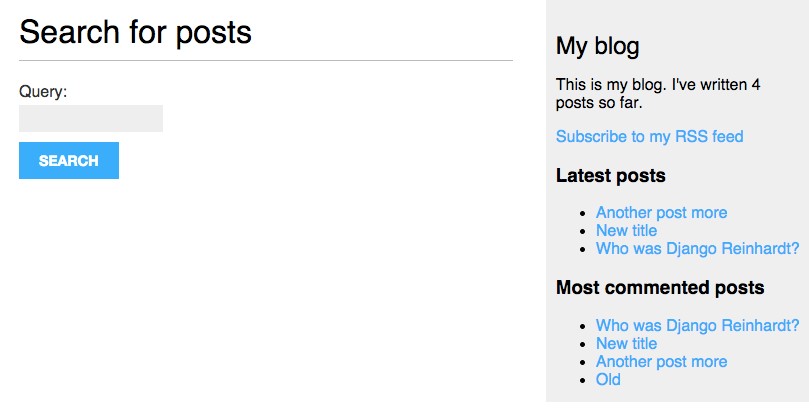 Search for posts
Query:
SEARCH
My blog
This is my blog. I've written 4
posts so far.
Subscribe to my RSS feed
Latest posts
Another post more
New title
Who was Django Reinhardt?
Most commented posts
Who was Django Reinhardt?
New title
Another post more
Old